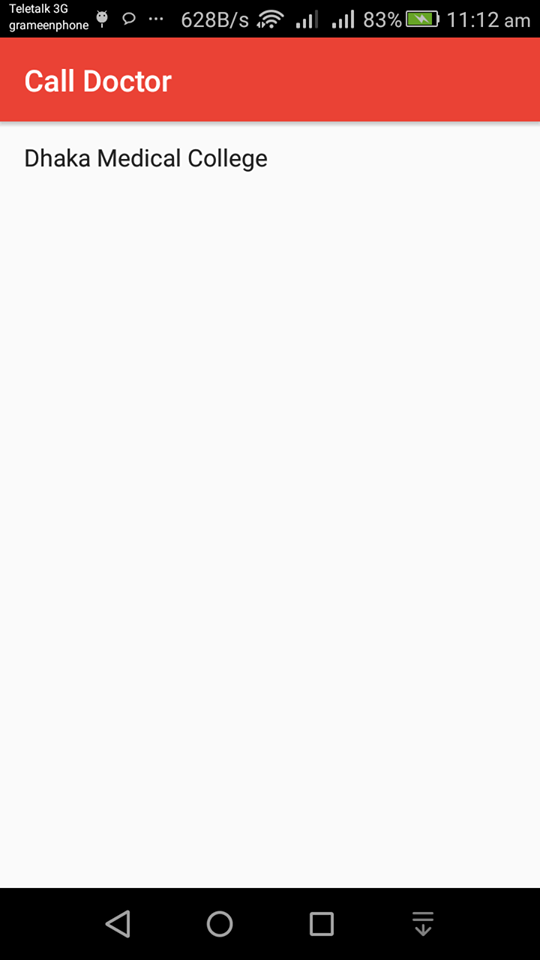 Teletalk 3G
grameenphone
628B/s
83%
11:12 am
Call Doctor
Dhaka Medical College